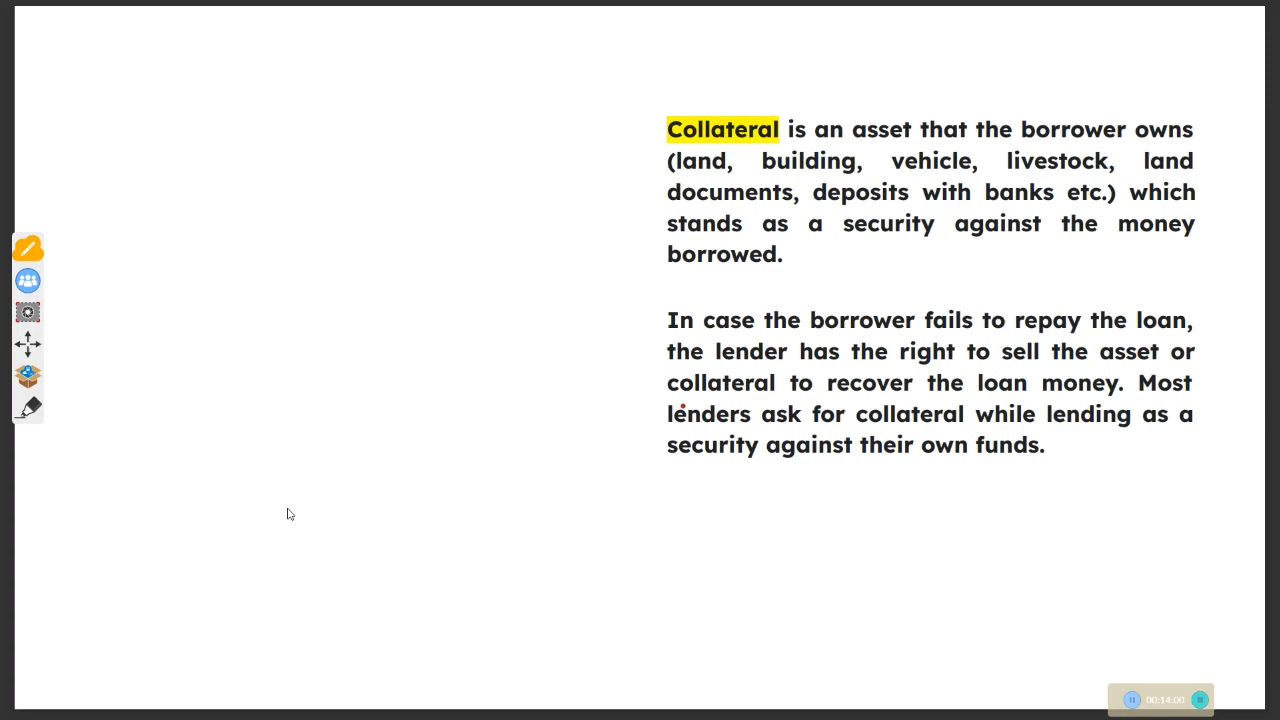 Collateral is an asset that the borrower owns
(land, building, vehicle, livestock, land
documents, deposits with banks etc.) which
stands as a security against the money
borrowed.
In case the borrower fails to repay the loan,
the lender has the right to sell the asset or
collateral to recover the loan money. Most
lenders ask for collateral while lending as a
security against their own funds.
00:14:00